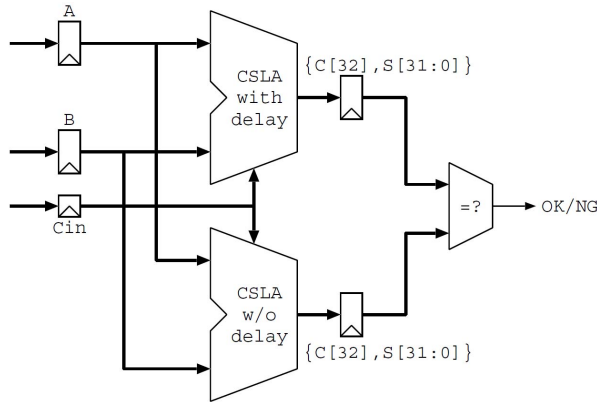 A
CSLA
with
delay
{C[32],S[31:0]}
B
Cin
=?
OK/NG
CSLA
w/o
delay
{C[32],S[31:0]}